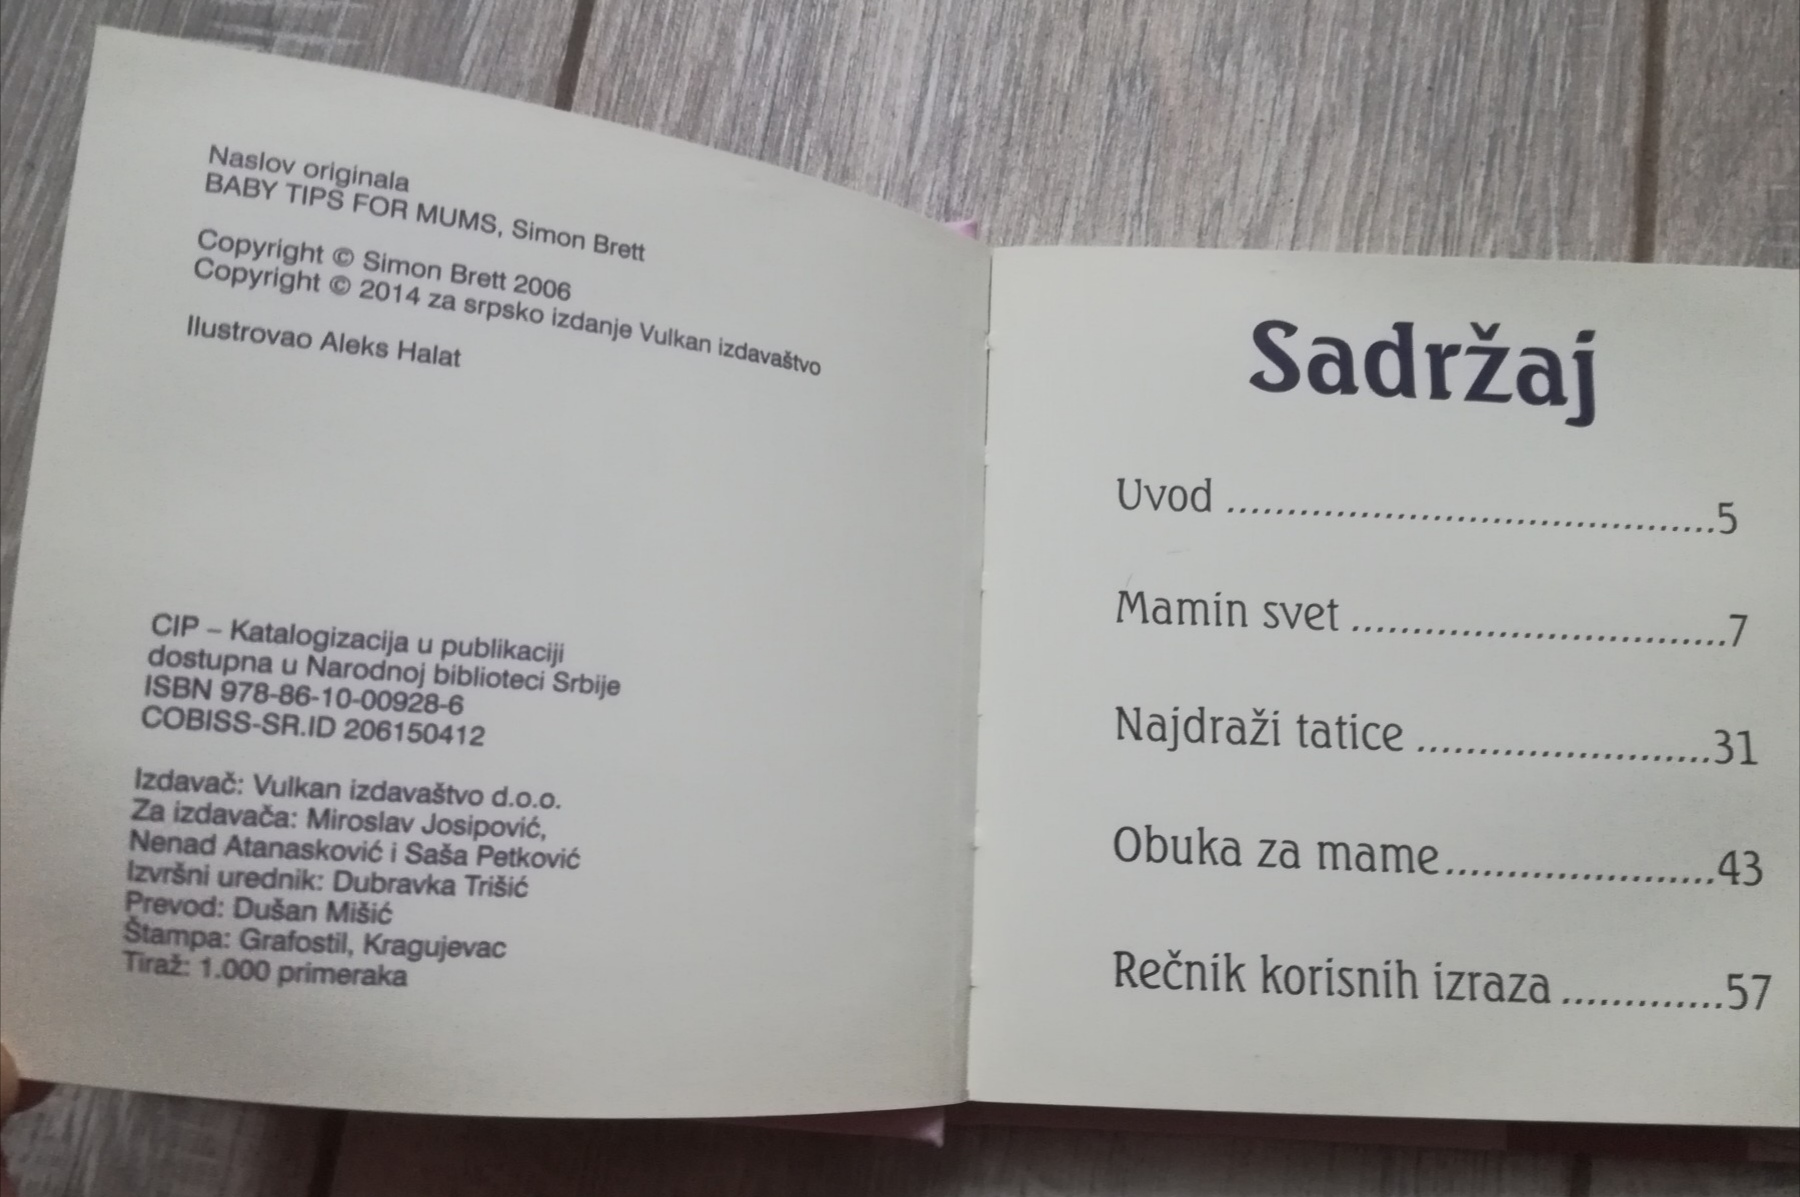 Naslov originala
BABY TIPS FOR MUMS, Simon Brett
Copyright © Simon Brett 2006
Copyright © 2014 za srpsko izdanje Vulkan izdavaštvo
Ilustrovao Aleks Halat
CIP – Katalogizacija u publikaciji
dostupna u Narodnoj biblioteci Srbije
ISBN 978-86-10-00928-6
COBISS-SR.ID 206150412
Izdavač: Vulkan izdavaštvo d.o.o.
Za izdavača: Miroslav Josipović,
Nenad Atanasković i Saša Petković
Izvršni urednik: Dubravka Trišić
Prevod: Dušan Mišić
Štampa: Grafostil, Kragujevac
Tiraž: 1.000 primeraka
Sadržaj
Uvod ........................................5
Mamin svet ..............................7
Najdraži tatice ........................31
Obuka za mame......................43
Rečnik korisnih izraza .............57